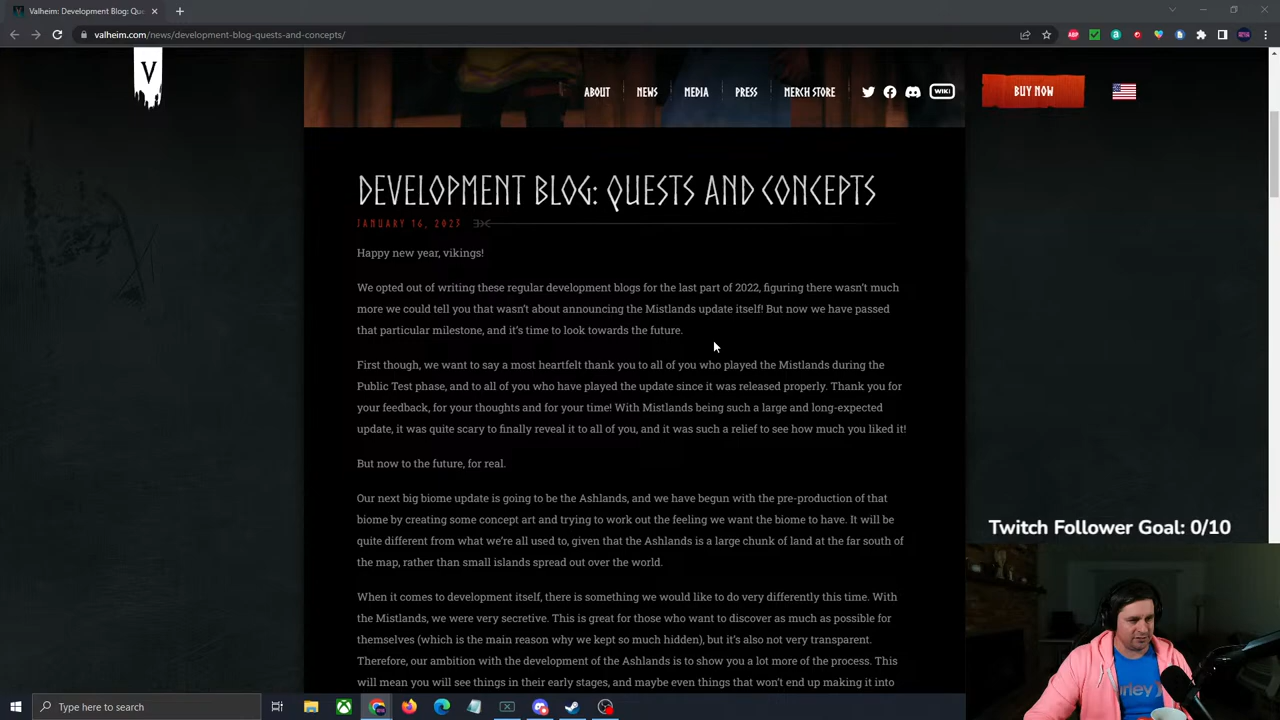 Valheim: Development Blog: Que
valheim.com/news/development-blog-quests-and-concepts/
V
ABOUT
NEWS
MEDIA
PRESS
MERCH STORE
WIKI
BUY NOW
DEVELOPMENT BLOG: QUESTS AND CONCEPTS
JANUARY 16, 2023
Happy new year, vikings!
We opted out of writing these regular development blogs for the last part of 2022, figuring there wasn't much
more we could tell you that wasn't about announcing the Mistlands update itself! But now we have passed
that particular milestone, and it's time to look towards the future.
First though, we want to say a most heartfelt thank you to all of you who played the Mistlands during the
Public Test phase, and to all of you who have played the update since it was released properly. Thank you for
your feedback, for your thoughts and for your time! With Mistlands being such a large and long-expected
update, it was quite scary to finally reveal it to all of you, and it was such a relief to see how much you liked it!
But now to the future, for real.
Our next big biome update is going to be the Ashlands, and we have begun with the pre-production of that
biome by creating some concept art and trying to work out the feeling we want the biome to have. It will be
quite different from what we're all used to, given that the Ashlands is a large chunk of land at the far south of
the map, rather than small islands spread out over the world.
When it comes to development itself, there is something we would like to do very differently this time. With
the Mistlands, we were very secretive. This is great for those who want to discover as much as possible for
themselves (which is the main reason why we kept so much hidden), but it's also not very transparent.
Therefore, our ambition with the development of the Ashlands is to show you a lot more of the process. This
will mean you will see things in their early stages, and maybe even things that won't end up making it into
Twitch Follower Goal: 0/10
urley
Type here to search